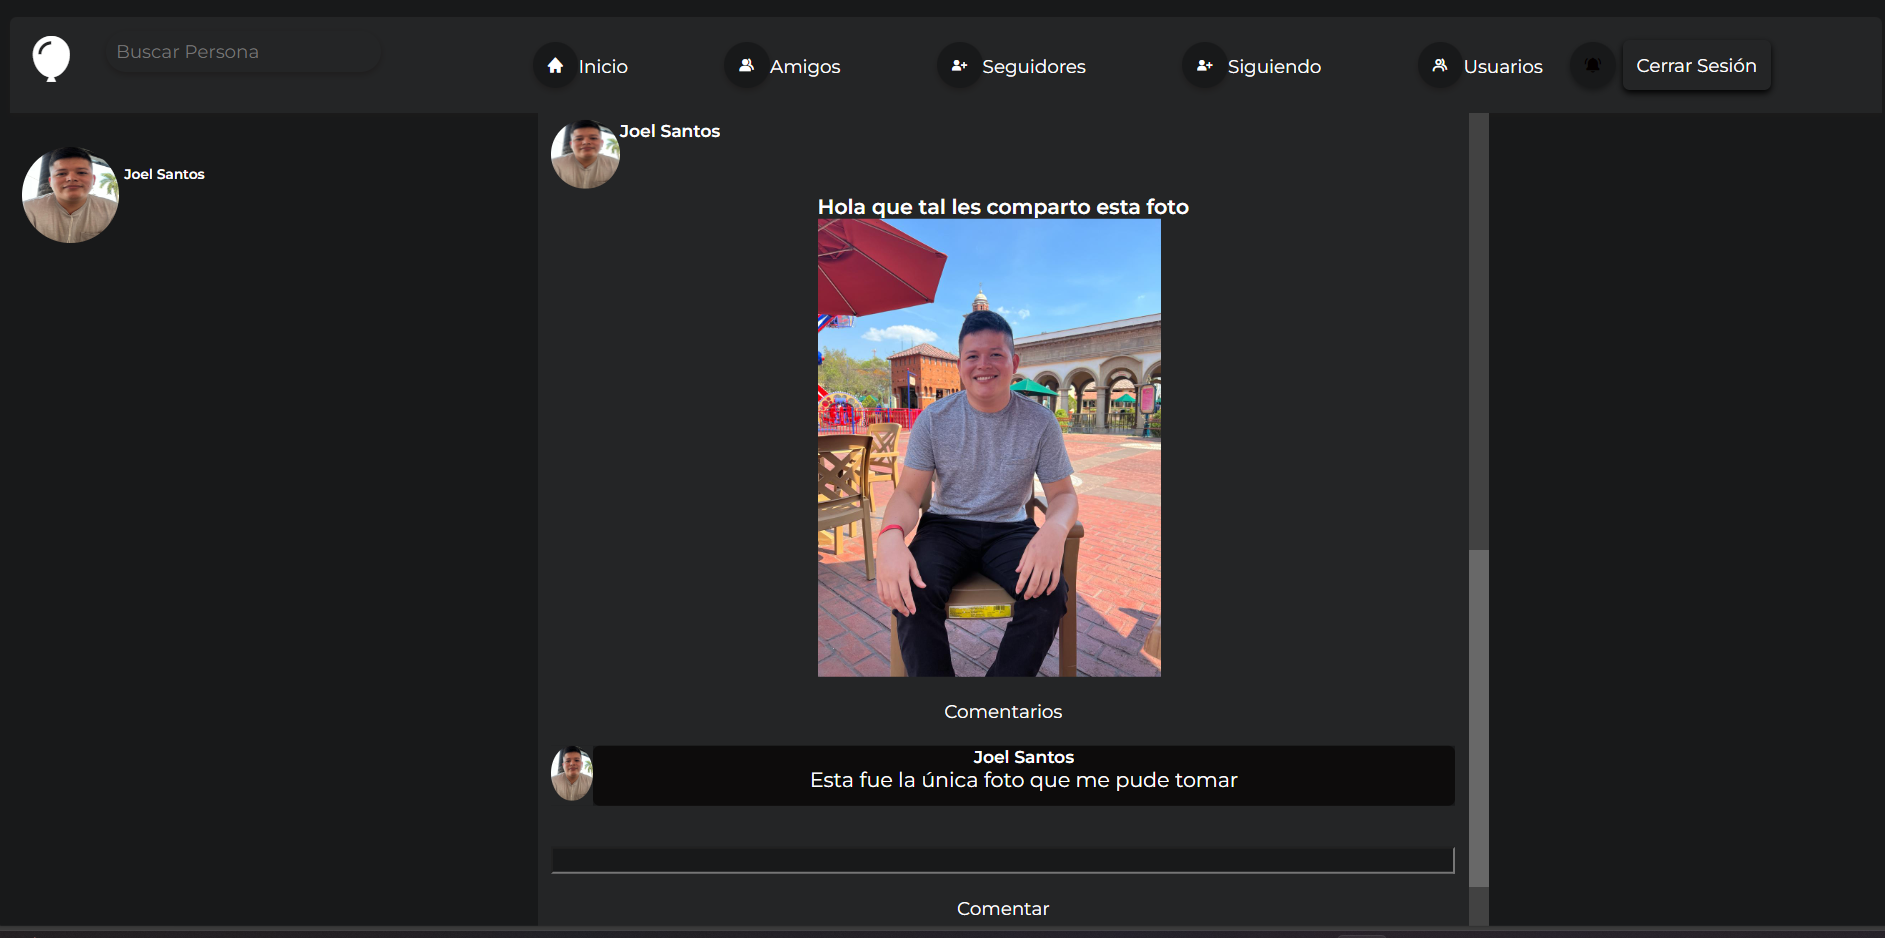 Buscar Persona
Inicio
Amigos
Seguidores
Siguiendo
Usuarios
Cerrar Sesión
Joel Santos
Joel Santos
Hola que tal les comparto esta foto
Comentarios
Joel Santos
Esta fue la única foto que me pude tomar
Comentar